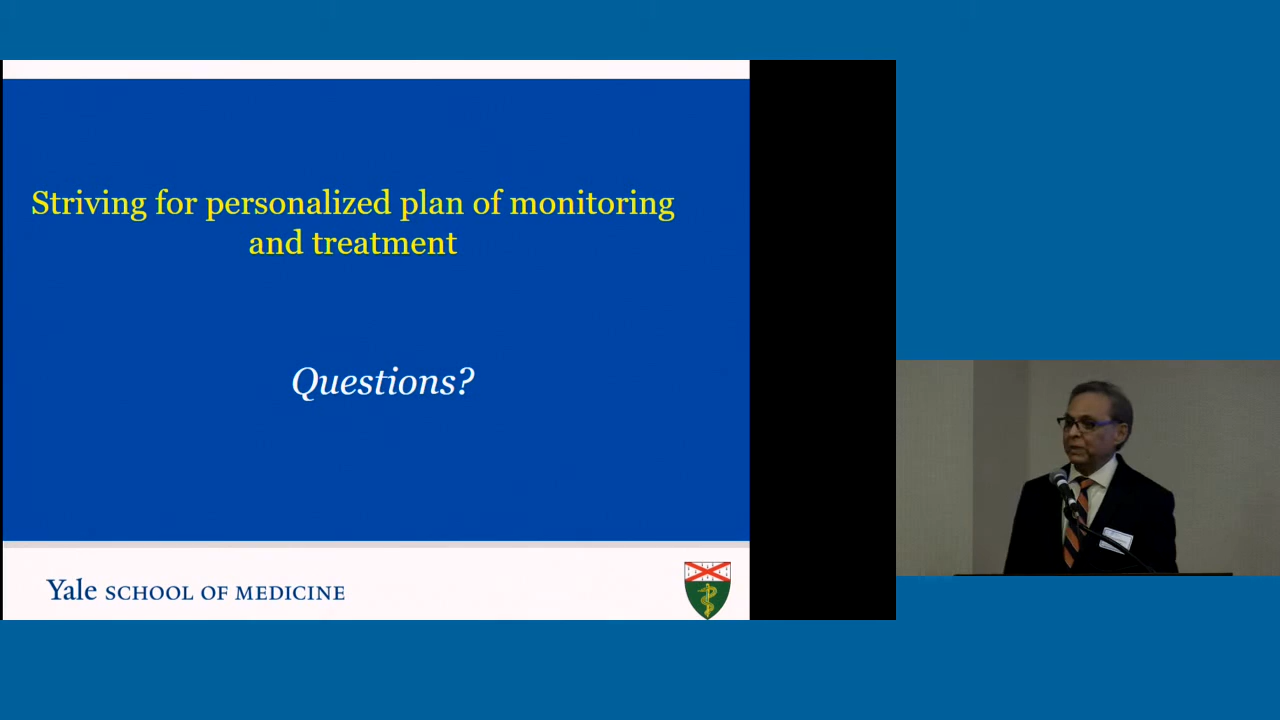 Striving for personalized plan of monitoring
and treatment
Questions?
Yale SCHOOL OF MEDICINE